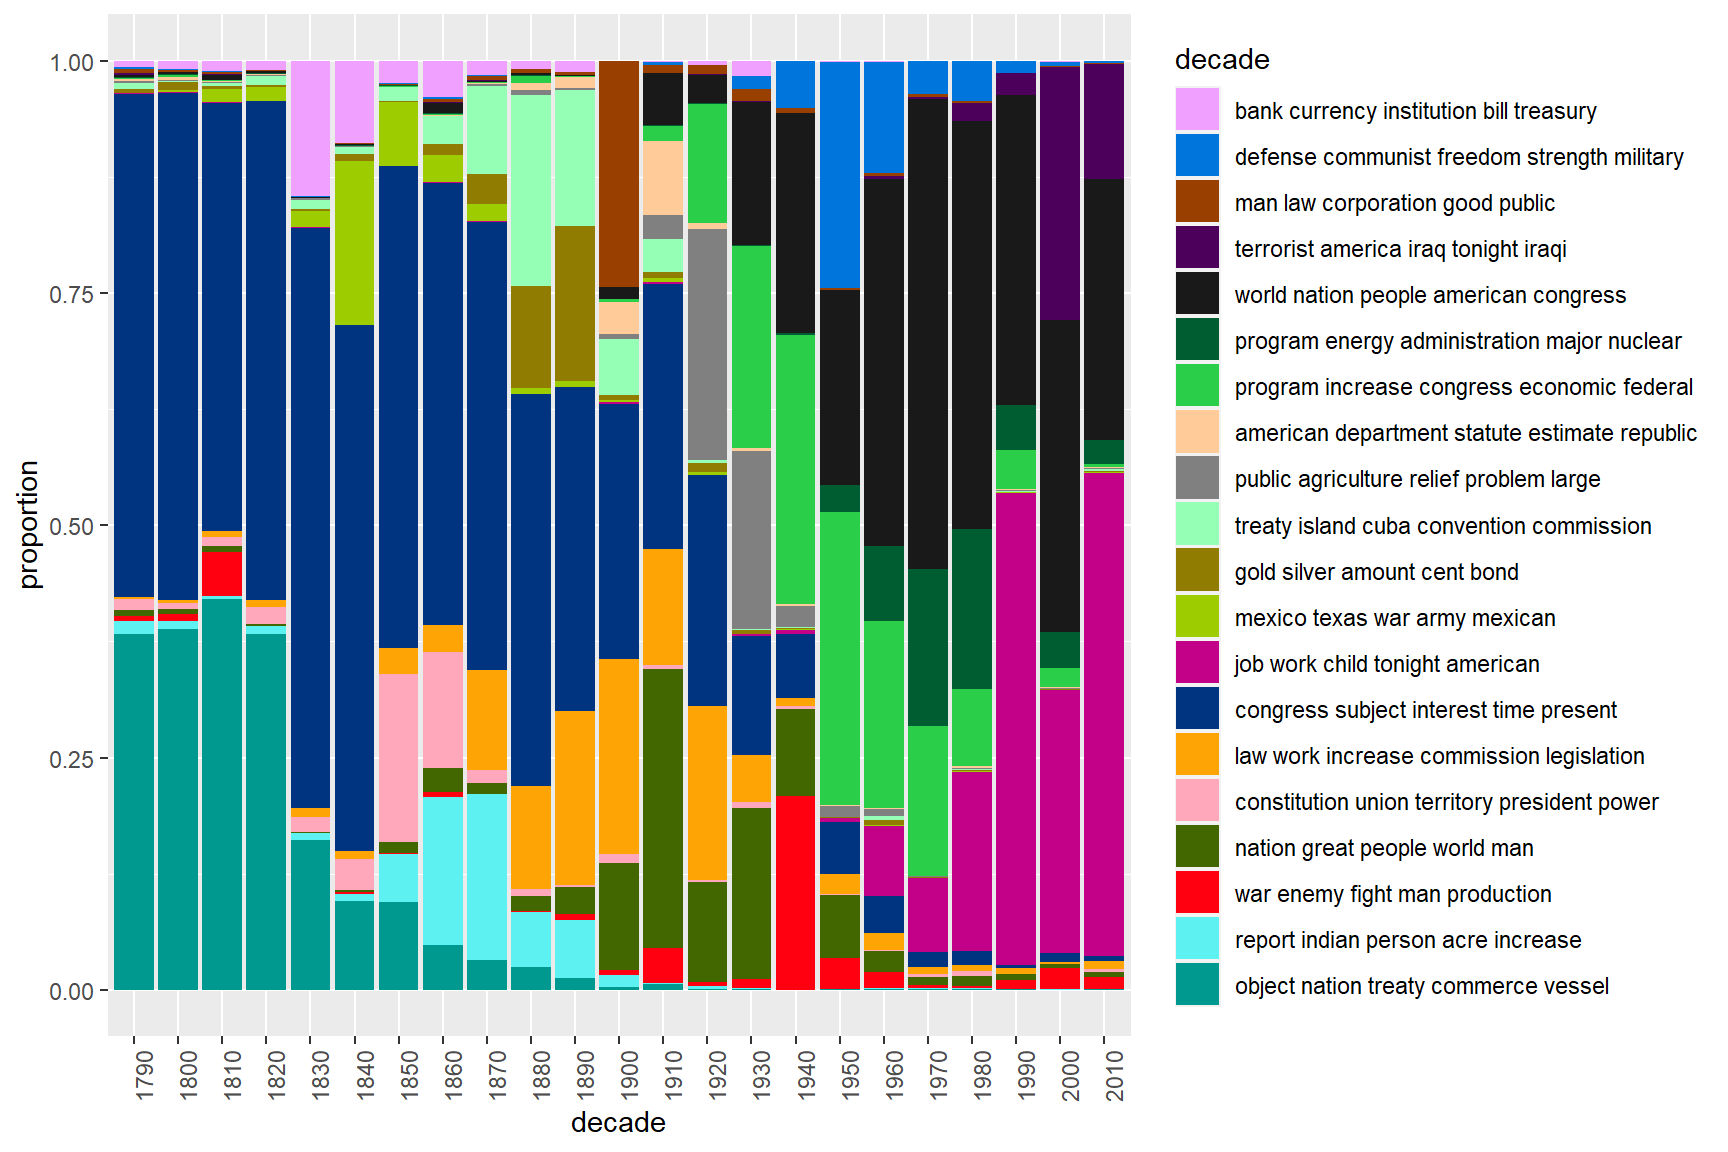 1.00
0.75
0.50
0.25
0.00
proportion
1790
1800
1810
1820
1830
1840
1850
1860
1870
1880
1890
1900
1910
1920
1930
1940
1950
1960
1970
1980
1990
2000
2010
decade
decade
bank currency institution bill treasury
defense communist freedom strength military
man law corporation good public
terrorist america iraq tonight iraqi
world nation people american congress
program energy administration major nuclear
program increase congress economic federal
american department statute estimate republic
public agriculture relief problem large
treaty island cuba convention commission
gold silver amount cent bond
mexico texas war army mexican
job work child tonight american
congress subject interest time present
law work increase commission legislation
constitution union territory president power
nation great people world man
war enemy fight man production
report indian person acre increase
object nation treaty commerce vessel